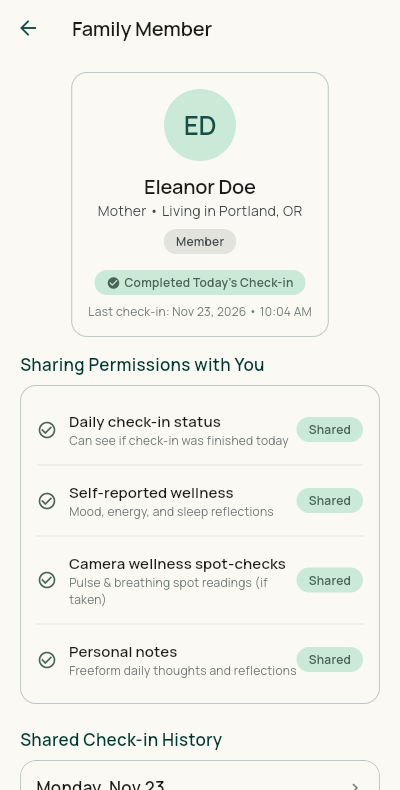 Family Member
ED
Eleanor Doe
Mother • Living in Portland, OR
Member
Completed Today's Check-in
Last check-in: Nov 23, 2026 • 10:04 AM
Sharing Permissions with You
Daily check-in status
Can see if check-in was finished today
Shared
Self-reported wellness
Mood, energy, and sleep reflections
Shared
Camera wellness spot-checks
Pulse & breathing spot readings (if
taken)
Shared
Personal notes
Freeform daily thoughts and reflections
Shared
Shared Check-in History
Monday, Nov 23